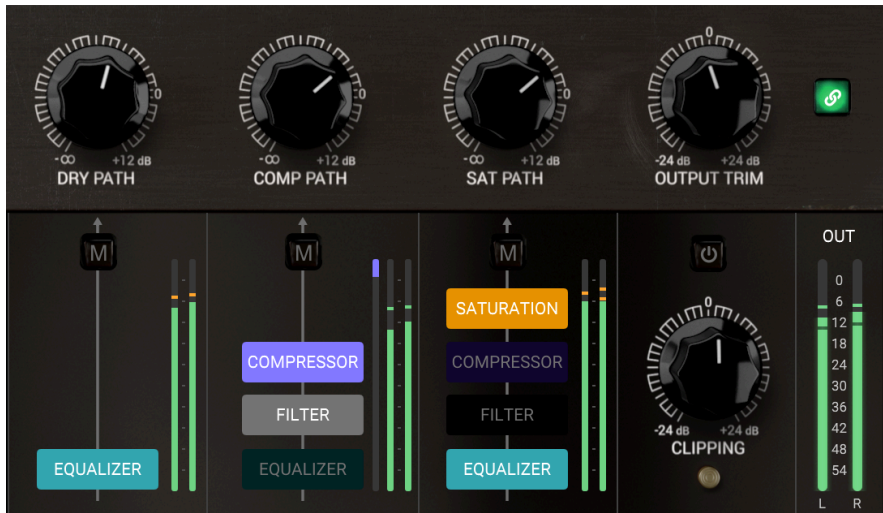 0
0
0
0
-∞ +12 dB
-∞ +12 dB
-∞ +12 dB
-24 dB +24 dB
DRY PATH
COMP PATH
SAT PATH
OUTPUT TRIM
M
M
M
OUT
SATURATION
COMPRESSOR
COMPRESSOR
FILTER
FILTER
EQUALIZER
EQUALIZER
EQUALIZER
0
-24 dB +24 dB
CLIPPING
0
6
12
18
24
30
36
42
48
54
L R